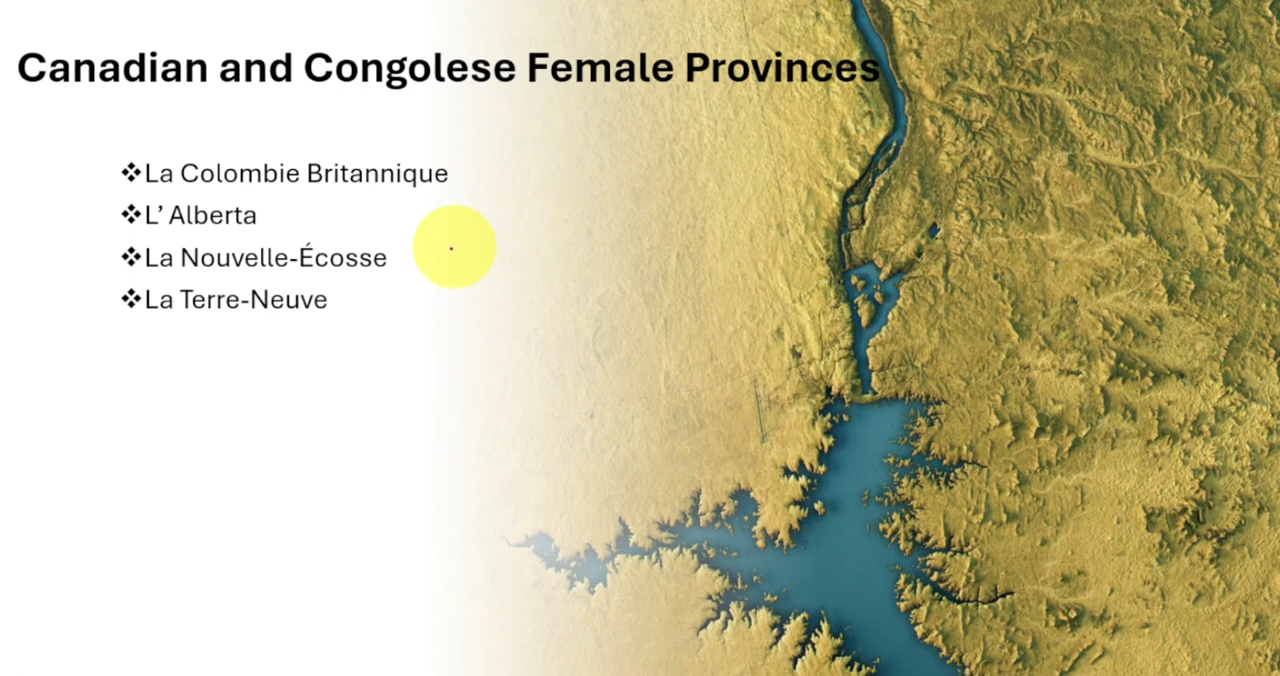 Canadian and Congolese Female Provinces
❖La Colombie Britannique
❖L’ Alberta
❖La Nouvelle-Écosse
❖La Terre-Neuve